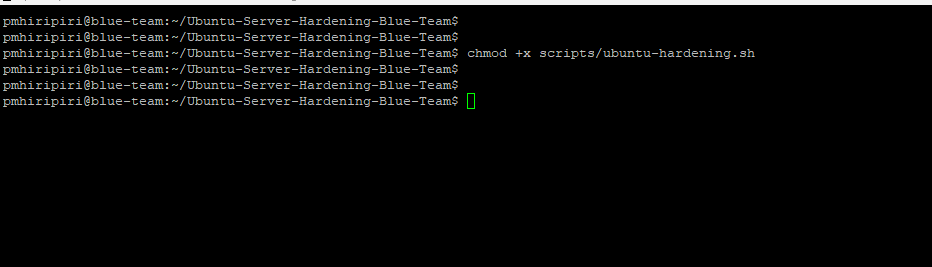 pmhiripiri@blue-team:~/Ubuntu-Server-Hardening-Blue-Team$
pmhiripiri@blue-team:~/Ubuntu-Server-Hardening-Blue-Team$
pmhiripiri@blue-team:~/Ubuntu-Server-Hardening-Blue-Team$ chmod +x scripts/ubuntu-hardening.sh
pmhiripiri@blue-team:~/Ubuntu-Server-Hardening-Blue-Team$
pmhiripiri@blue-team:~/Ubuntu-Server-Hardening-Blue-Team$
pmhiripiri@blue-team:~/Ubuntu-Server-Hardening-Blue-Team$